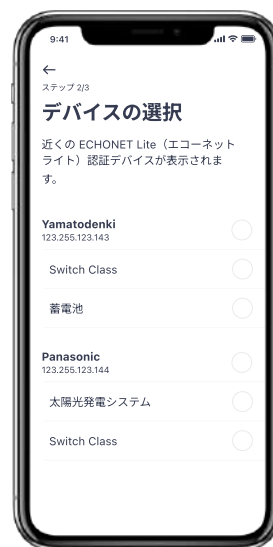 9:41
ステップ 2/3
デバイスの選択
近くの ECHONET Lite（エコーネット
ライト）認証デバイスが表示されま
す。
Yamatodenki
123.255.123.143
Switch Class
蓄電池
Panasonic
123.255.123.144
太陽光発電システム
Switch Class